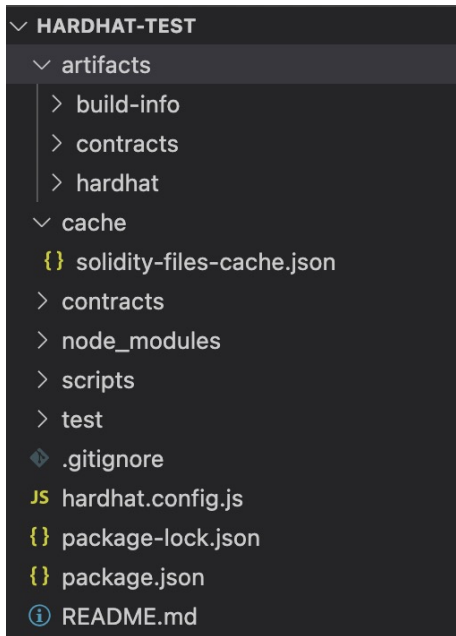 HARDHAT-TEST
artifacts
build-info
contracts
hardhat
cache
{} solidity-files-cache.json
contracts
node_modules
scripts
test
.gitignore
JS hardhat.config.js
{} package-lock.json
{} package.json
README.md